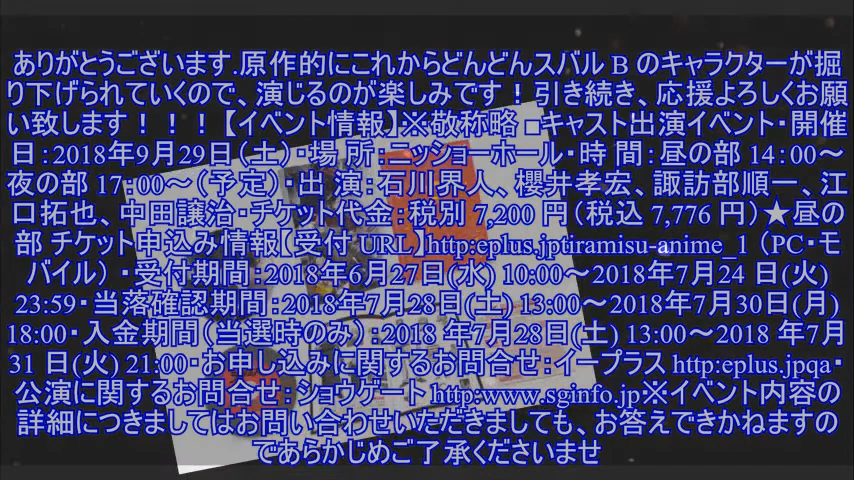 ありがとうございます.原作的にこれからどんどんスバル B のキャラクターが掘
り下げられていくので、演じるのが楽しみです！ 引き続き、応援よろしくお願
い致します！！！【イベント情報】※敬称略 ■キャスト出演イベント・開催
日：2018年9月29日（土）・場 所：ニッショーホール・時 間：昼の部 14：00～
夜の部 17：00～（予定）・出 演：石川界人、櫻井孝宏、諏訪部順一、江
口拓也、中田譲治・チケット代金：税別 7,200 円（税込 7,776 円）★昼の
部 チケット申込み情報【受付 URL】http:eplus.jptiramisu-anime_1 （PC・モ
バイル） ・受付期間：2018年6月27日(水) 10:00～2018年7月24 日(火)
23:59・当落確認期間：2018年7月28日(土) 13:00～2018年7月30日(月)
18:00・入金期間（当選時のみ）：2018 年7月28日(土) 13:00～2018 年7月
31 日(火) 21:00・お申し込みに関するお問合せ：イープラス http:eplus.jpqa・
公演に関するお問合せ：ショウゲート http:www.sginfo.jp※イベント内容の
詳細につきましてはお問い合わせいただきましても、お答えできかねますの
であらかじめご了承くださいませ